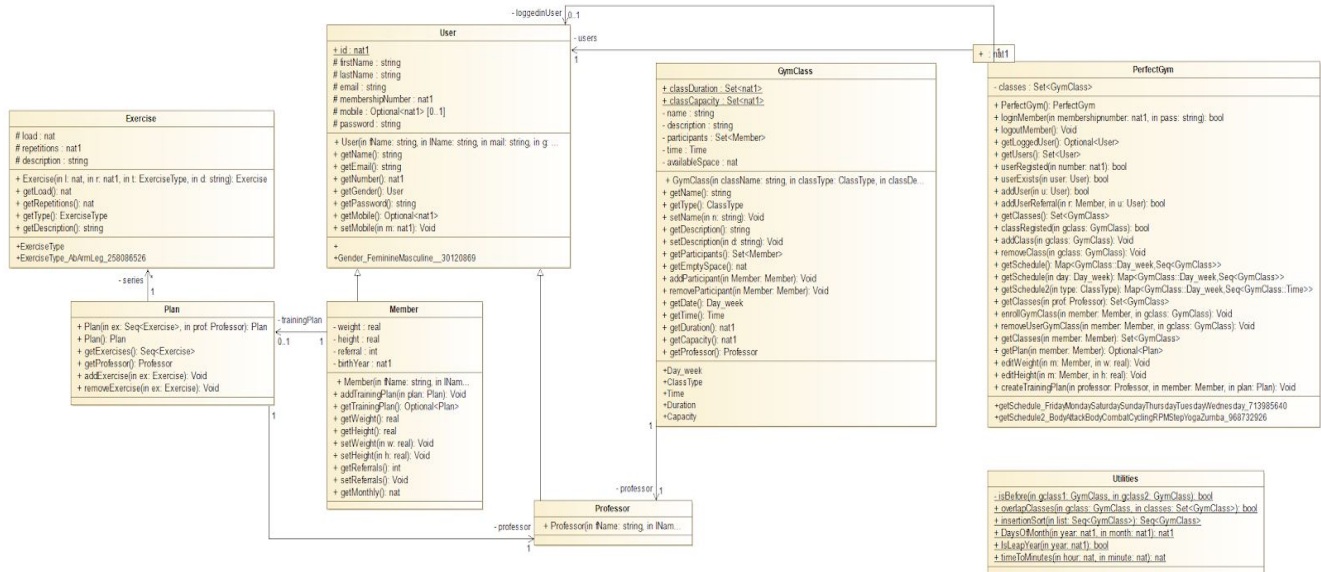 - loggedinUser
0..1
User
+ id : nat1
# firstName : string
# lastName : string
# email : string
# membershipNumber : nat1
# mobile : Optional<nat1> [0..1]
# password : string
+ User(in fName: string, in lName: string, in mail: string, in g: ...
+ getName(): string
+ getEmail(): string
+ getNumber(): nat1
+ getGender(): User
+ getPassword(): string
+ getMobile(): Optional<nat1>
+ setMobile(in m: nat1): Void
+
+Gender_FeminineMasculine__30120869
- users
1
+ : nat1
1
GymClass
+ classDuration : Set<nat1>
+ classCapacity : Set<nat1>
- name : string
- description : string
- participants : Set<Member>
- time : Time
- availableSpace : nat
+ GymClass(in className: string, in classType: ClassType, in classDe...
+ getName(): string
+ getType(): ClassType
+ setName(in n: string): Void
+ getDescription(): string
+ setDescription(in d: string): Void
+ getParticipants(): Set<Member>
+ getEmptySpace(): nat
+ addParticipant(in Member: Member): Void
+ removeParticipant(in Member: Member): Void
+ getDate(): Day_week
+ getTime(): Time
+ getDuration(): nat1
+ getCapacity(): nat1
+ getProfessor(): Professor
+Day_week
+ClassType
+Time
+Duration
+Capacity
PerfectGym
- classes : Set<GymClass>
+ PerfectGym(): PerfectGym
+ loginMember(in membershipnumber: nat1, in pass: string): bool
+ logoutMember(): Void
+ getLoggedUser(): Optional<User>
+ getUsers(): Set<User>
+ userRegisted(in number: nat1): bool
+ userExists(in user: User): bool
+ addUser(in u: User): bool
+ addUserReferral(in r: Member, in u: User): bool
+ getClasses(): Set<GymClass>
+ classRegisted(in gclass: GymClass): bool
+ addClass(in gclass: GymClass): Void
+ removeClass(in gclass: GymClass): Void
+ getSchedule(): Map<GymClass::Day_week,Seq<GymClass>>
+ getSchedule(in day: Day_week): Map<GymClass::Day_week,Seq<GymClass>>
+ getSchedule2(in type: ClassType): Map<GymClass::Day_week,Seq<GymClass::Time>>
+ getClasses(in prof: Professor): Set<GymClass>
+ enrollGymClass(in member: Member, in gclass: GymClass): Void
+ removeUserGymClass(in member: Member, in gclass: GymClass): Void
+ getClasses(in member: Member): Set<GymClass>
+ getPlan(in member: Member): Optional<Plan>
+ editWeight(in m: Member, in w: real): Void
+ editHeight(in m: Member, in h: real): Void
+ createTrainingPlan(in professor: Professor, in member: Member, in plan: Plan): Void
+getSchedule_FridayMondaySaturdaySundayThursdayTuesdayWednesday_713985640
+getSchedule2_BodyAttackBodyCombatCyclingRPMStepYogaZumba_968732926
Exercise
# load : nat
# repetitions : nat1
# description : string
+ Exercise(in l: nat, in r: nat1, in t: ExerciseType, in d: string): Exercise
+ getLoad(): nat
+ getRepetitions(): nat
+ getType(): ExerciseType
+ getDescription(): string
+ExerciseType
+ExerciseType_AbArmLeg_258086526
- series
*
1
Plan
+ Plan(in ex: Seq<Exercise>, in prof: Professor): Plan
+ Plan(): Plan
+ getExercises(): Seq<Exercise>
+ getProfessor(): Professor
+ addExercise(in ex: Exercise): Void
+ removeExercise(in ex: Exercise): Void
1
- trainingPlan
0..1
1
Member
- weight : real
- height : real
- referral : int
- birthYear : nat1
+ Member(in fName: string, in lNam...
+ addTrainingPlan(in plan: Plan): Void
+ getTrainingPlan(): Optional<Plan>
+ getWeight(): real
+ getHeight(): real
+ setWeight(in w: real): Void
+ setHeight(in h: real): Void
+ getReferrals(): int
+ setReferrals(): Void
+ getMonthly(): nat
1
- professor
1
- professor
1
Professor
+ Professor(in fName: string, in lNam...
Utilities
- isBefore(in gclass1: GymClass, in gclass2: GymClass): bool
+ overlapClasses(in gclass: GymClass, in classes: Set<GymClass>): bool
+ insertionSort(in list: Seq<GymClass>): Seq<GymClass>
+ DaysOfMonth(in year: nat1, in month: nat1): nat1
+ IsLeapYear(in year: nat1): bool
+ timeToMinutes(in hour: nat, in minute: nat): nat